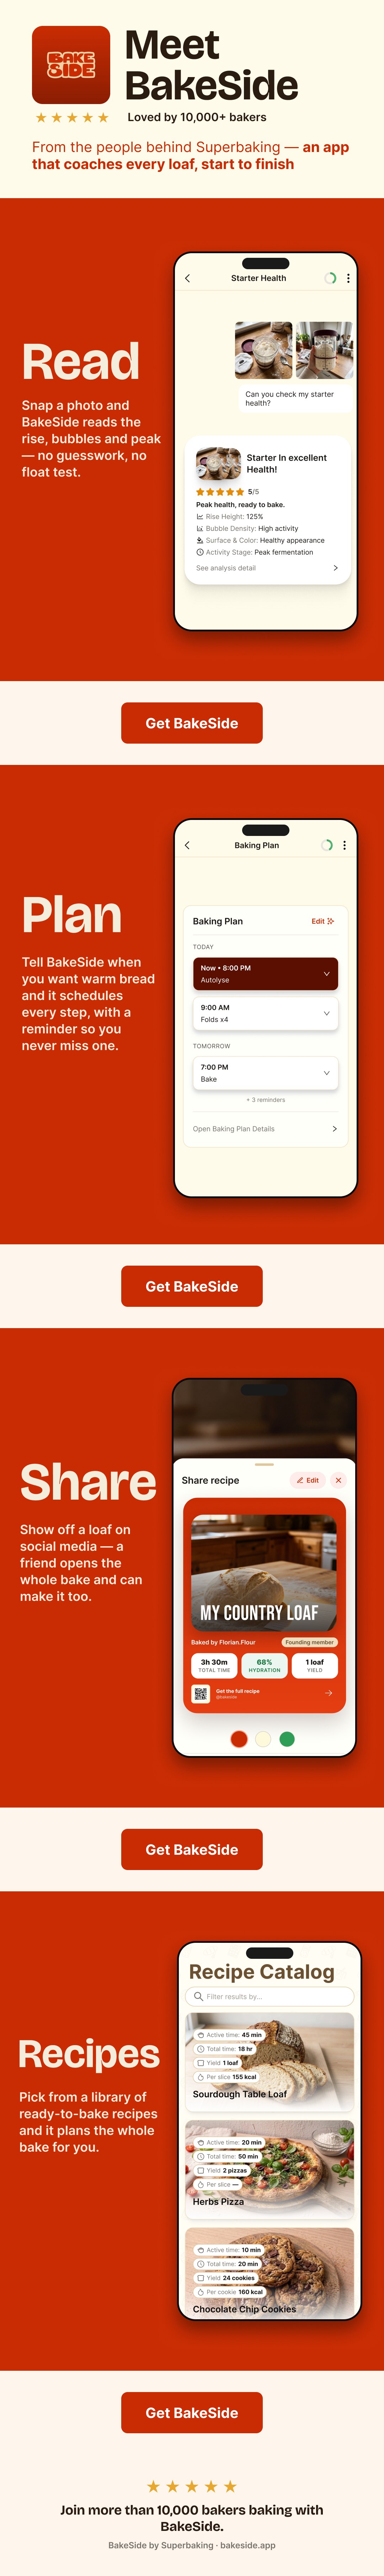 BAKE
SIDE
Meet
BakeSide
Loved by 10,000+ bakers
From the people behind Superbaking — an app
that coaches every loaf, start to finish
Read
Snap a photo and
BakeSide reads the
rise, bubbles and peak
— no guesswork, no
float test.
Starter Health
Can you check my starter
health?
Starter In excellent
Health!
5/5
Peak health, ready to bake.
Rise Height: 125%
Bubble Density: High activity
Surface & Color: Healthy appearance
Activity Stage: Peak fermentation
See analysis detail
Get BakeSide
Plan
Tell BakeSide when
you want warm bread
and it schedules
every step, with a
reminder so you
never miss one.
Baking Plan
Baking Plan
Edit
TODAY
Now • 8:00 PM
Autolyse
9:00 AM
Folds x4
TOMORROW
7:00 PM
Bake
+ 3 reminders
Open Baking Plan Details
Get BakeSide
Share
Show off a loaf on
social media — a
friend opens the
whole bake and can
make it too.
Share recipe
Edit
MY COUNTRY LOAF
Baked by Florian.Flour
Founding member
3h 30m
TOTAL TIME
68%
HYDRATION
1 loaf
YIELD
Get the full recipe
@bakeside
Get BakeSide
Recipes
Pick from a library of
ready-to-bake recipes
and it plans the whole
bake for you.
Recipe Catalog
Filter results by...
Active time: 45 min
Total time: 18 hr
Yield 1 loaf
Per slice 155 kcal
Sourdough Table Loaf
Active time: 20 min
Total time: 50 min
Yield 2 pizzas
Per slice —
Herbs Pizza
Active time: 10 min
Total time: 20 min
Yield 24 cookies
Per cookie 160 kcal
Chocolate Chip Cookies
Get BakeSide
Join more than 10,000 bakers baking with
BakeSide.
BakeSide by Superbaking · bakeside.app